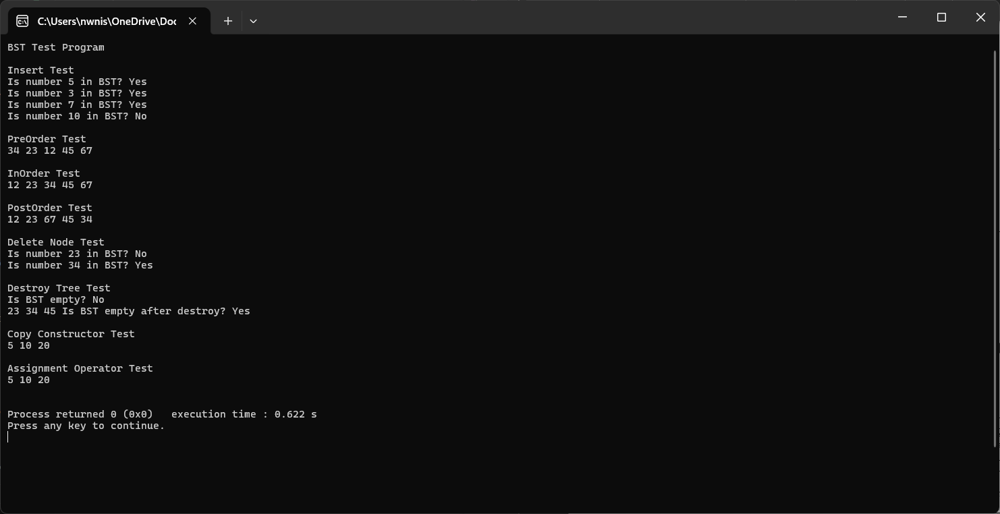 C:\Users\nwnis\OneDrive\Doc
BST Test Program
Insert Test
Is number 5 in BST? Yes
Is number 3 in BST? Yes
Is number 7 in BST? Yes
Is number 10 in BST? No
PreOrder Test
34 23 12 45 67
InOrder Test
12 23 34 45 67
PostOrder Test
12 23 67 45 34
Delete Node Test
Is number 23 in BST? No
Is number 34 in BST? Yes
Destroy Tree Test
Is BST empty? No
23 34 45 Is BST empty after destroy? Yes
Copy Constructor Test
5 10 20
Assignment Operator Test
5 10 20
Process returned 0 (0x0)   execution time : 0.622 s
Press any key to continue.